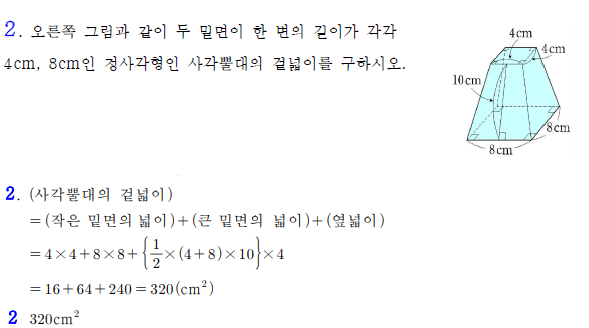 2. 오른쪽 그림과 같이 두 밑면이 한 변의 길이가 각각
4cm, 8cm인 정사각형인 사각뿔대의 겉넓이를 구하시오.
4cm
4cm
10cm
8cm
8cm
2. (사각뿔대의 겉넓이)
=(작은 밑면의 넓이)+(큰 밑면의 넓이)+(옆넓이)
=4×4+8×8+{1/2×(4+8)×10}×4
=16+64+240=320(cm²)
2 320cm²